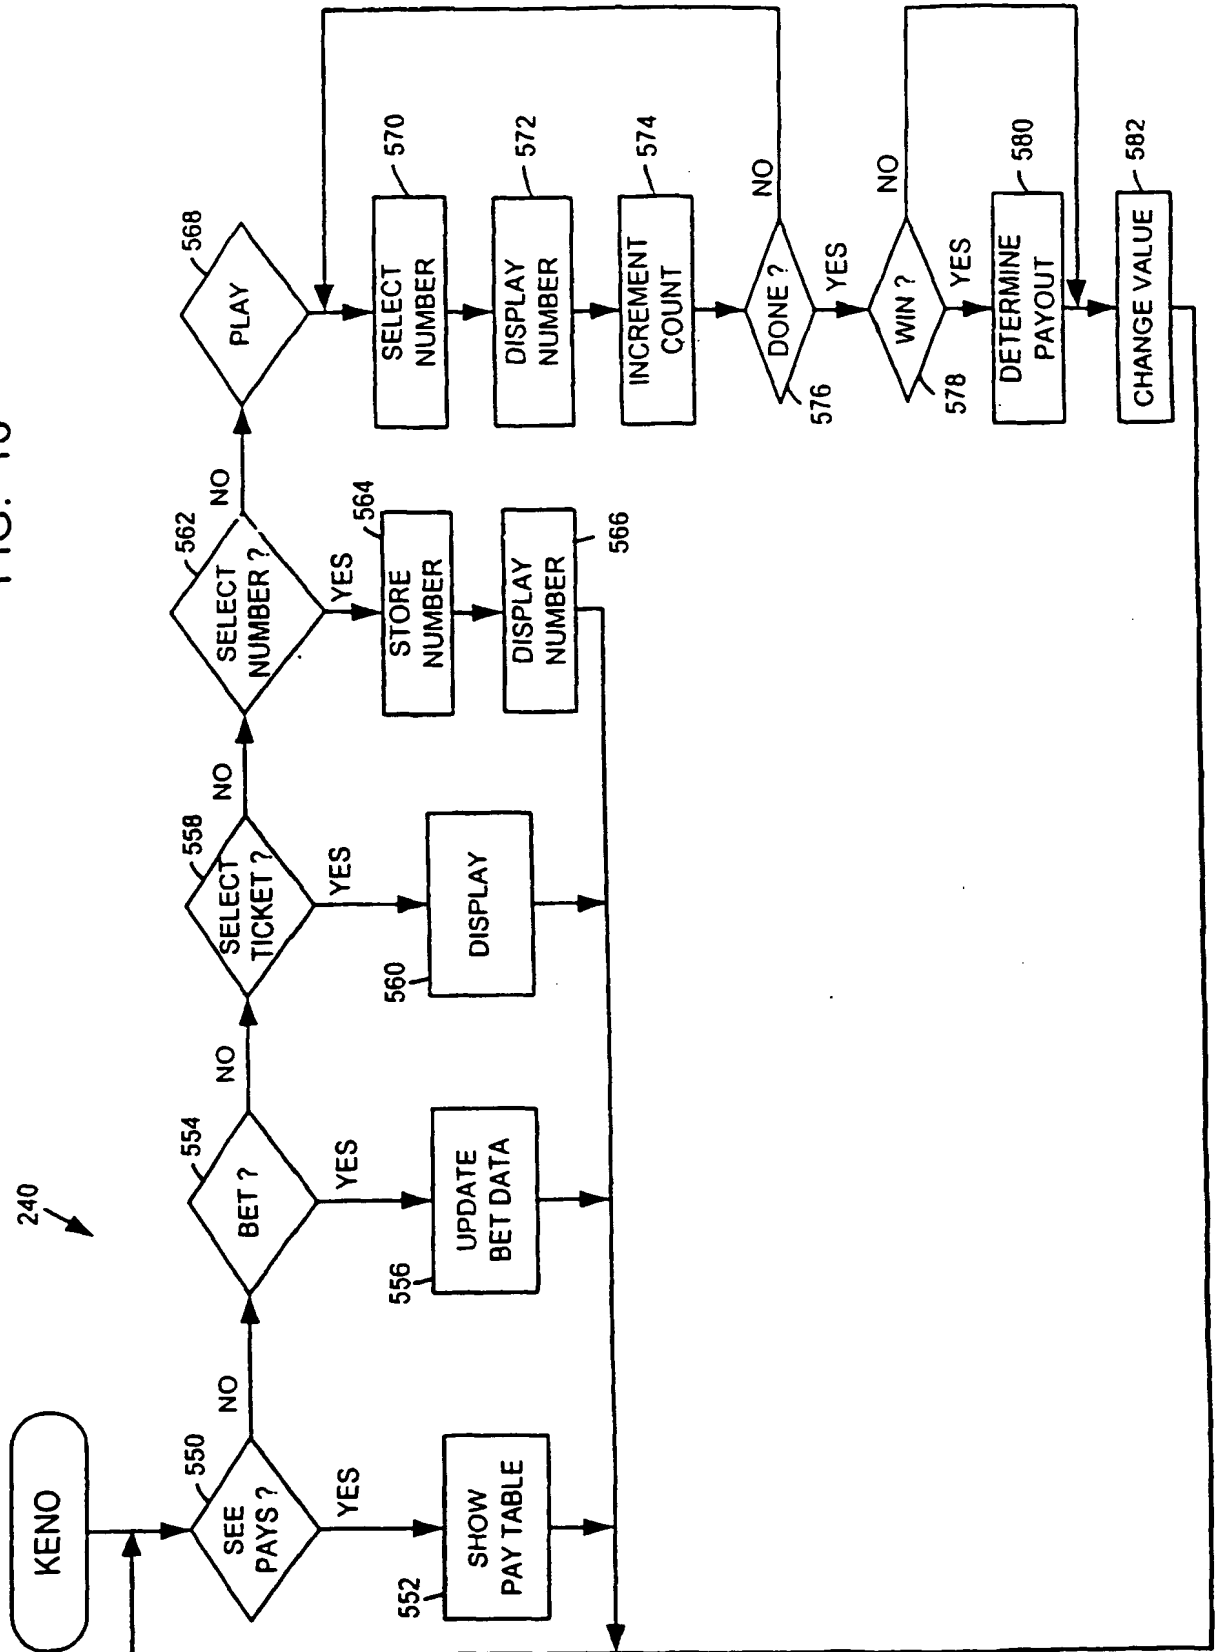 240
KENO
550
SEE
PAYS ?
NO
YES
552
SHOW
PAY TABLE
554
BET ?
NO
YES
556
UPDATE
BET DATA
558
SELECT
TICKET ?
NO
YES
560
DISPLAY
562
SELECT
NUMBER ?
NO
YES
564
STORE
NUMBER
566
DISPLAY
NUMBER
568
PLAY
570
SELECT
NUMBER
572
DISPLAY
NUMBER
574
INCREMENT
COUNT
576
DONE ?
NO
YES
578
WIN ?
NO
YES
580
DETERMINE
PAYOUT
582
CHANGE VALUE